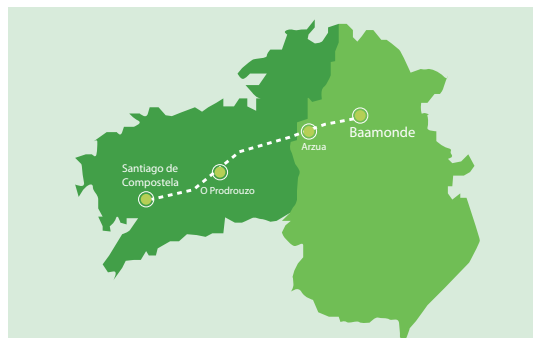 Baamonde
Arzua
Santiago de
Compostela
O Prodrouzo